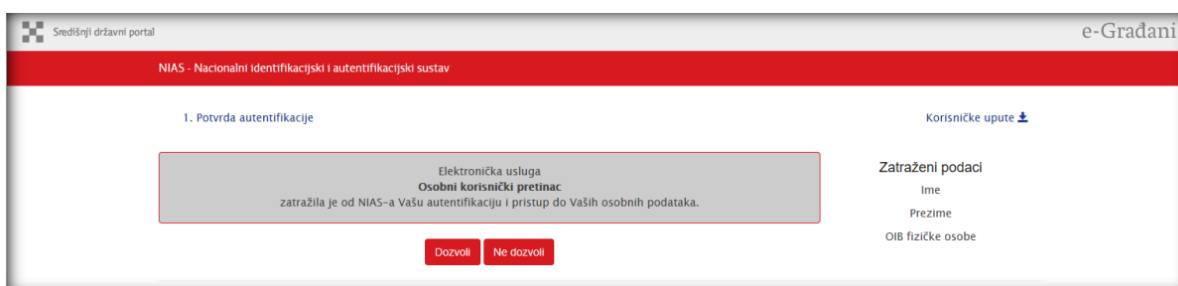 Središnji državni portal
e-Građani
NIAS - Nacionalni identifikacijski i autentifikacijski sustav
1. Potvrda autentifikacije
Korisničke upute
Elektronička usluga
Osobni korisnički pretinac
zatražila je od NIAS-a Vašu autentifikaciju i pristup do Vaših osobnih podataka.
Dozvoli
Ne dozvoli
Zatraženi podaci
Ime
Prezime
OIB fizičke osobe